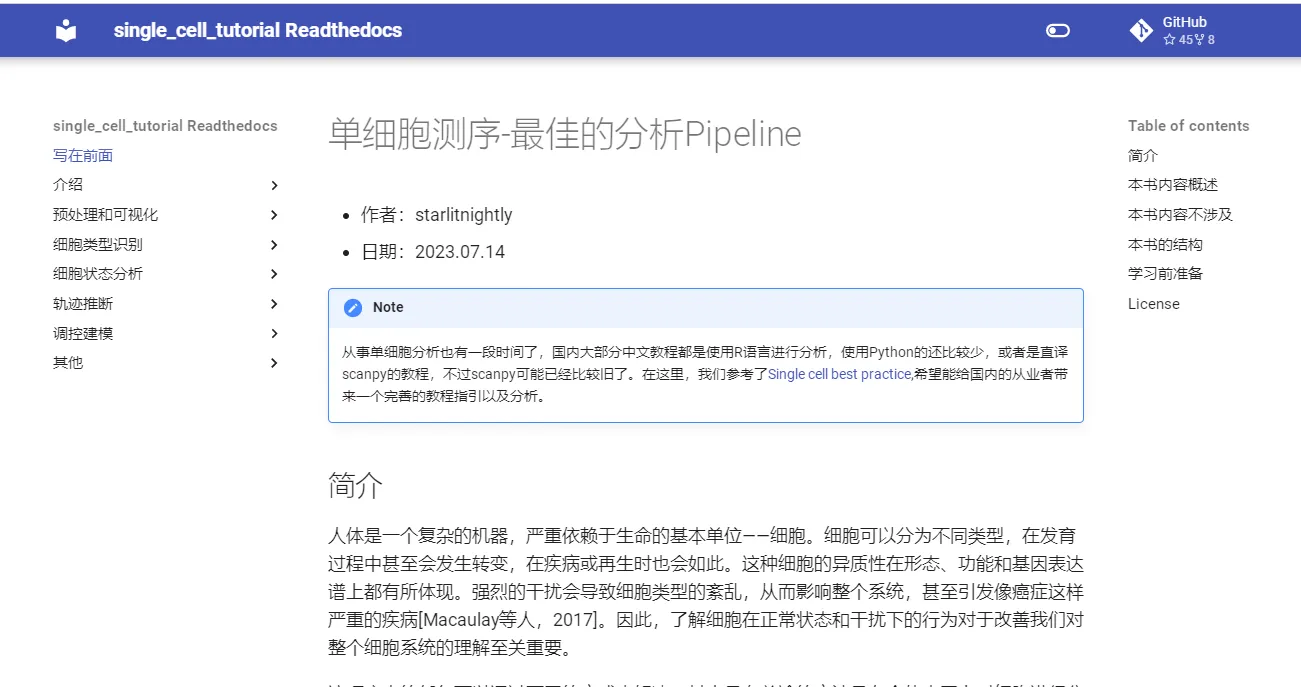 single_cell_tutorial Readthedocs
GitHub
45 8
single_cell_tutorial Readthedocs
写在前面
介绍
预处理和可视化
细胞类型识别
细胞状态分析
轨迹推断
调控建模
其他
单细胞测序-最佳的分析Pipeline
作者：starlitnightly
日期：2023.07.14
Note
从事单细胞分析也有一段时间了，国内大部分中文教程都是使用R语言进行分析，使用Python的还比较少，或者是直译
scanpy的教程，不过scanpy可能已经比较旧了。在这里，我们参考了Single cell best practice,希望能给国内的从业者带
来一个完善的教程指引以及分析。
简介
人体是一个复杂的机器，严重依赖于生命的基本单位——细胞。细胞可以分为不同类型，在发育
过程中甚至会发生转变，在疾病或再生时也会如此。这种细胞的异质性在形态、功能和基因表达
谱上都有所体现。强烈的干扰会导致细胞类型的紊乱，从而影响整个系统，甚至引发像癌症这样
严重的疾病[Macaulay等人，2017]。因此，了解细胞在正常状态和干扰下的行为对于改善我们对
整个细胞系统的理解至关重要。
Table of contents
简介
本书内容概述
本书内容不涉及
本书的结构
学习前准备
License